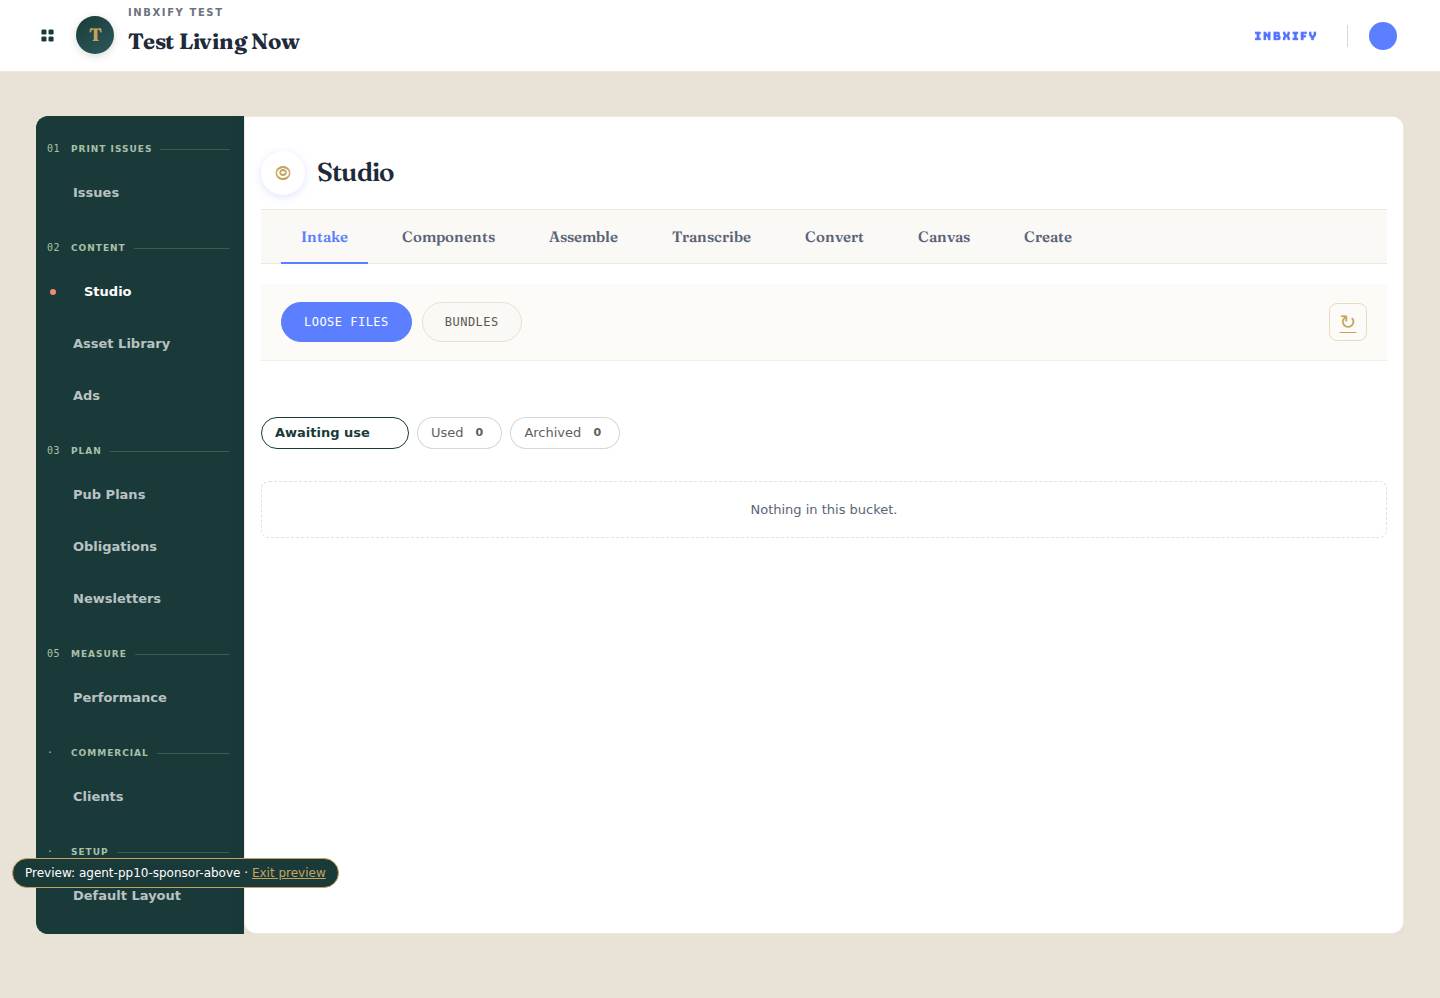 INBXIFY TEST
T
Test Living Now
INBXIFY
01 PRINT ISSUES
Issues
02 CONTENT
Studio
Asset Library
Ads
03 PLAN
Pub Plans
Obligations
Newsletters
05 MEASURE
Performance
· COMMERCIAL
Clients
· SETUP
Default Layout
Preview: agent-pp10-sponsor-above · Exit preview
Studio
Intake Components Assemble Transcribe Convert Canvas Create
LOOSE FILES BUNDLES ↻
Awaiting use Used 0 Archived 0
Nothing in this bucket.